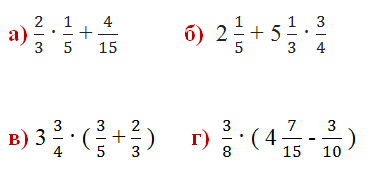 а) 2/3 · 1/5 + 4/15 б) 2 1/5 + 5 1/3 · 3/4
в) 3 3/4 · ( 3/5 + 2/3 ) г) 3/8 · ( 4 7/15 - 3/10 )